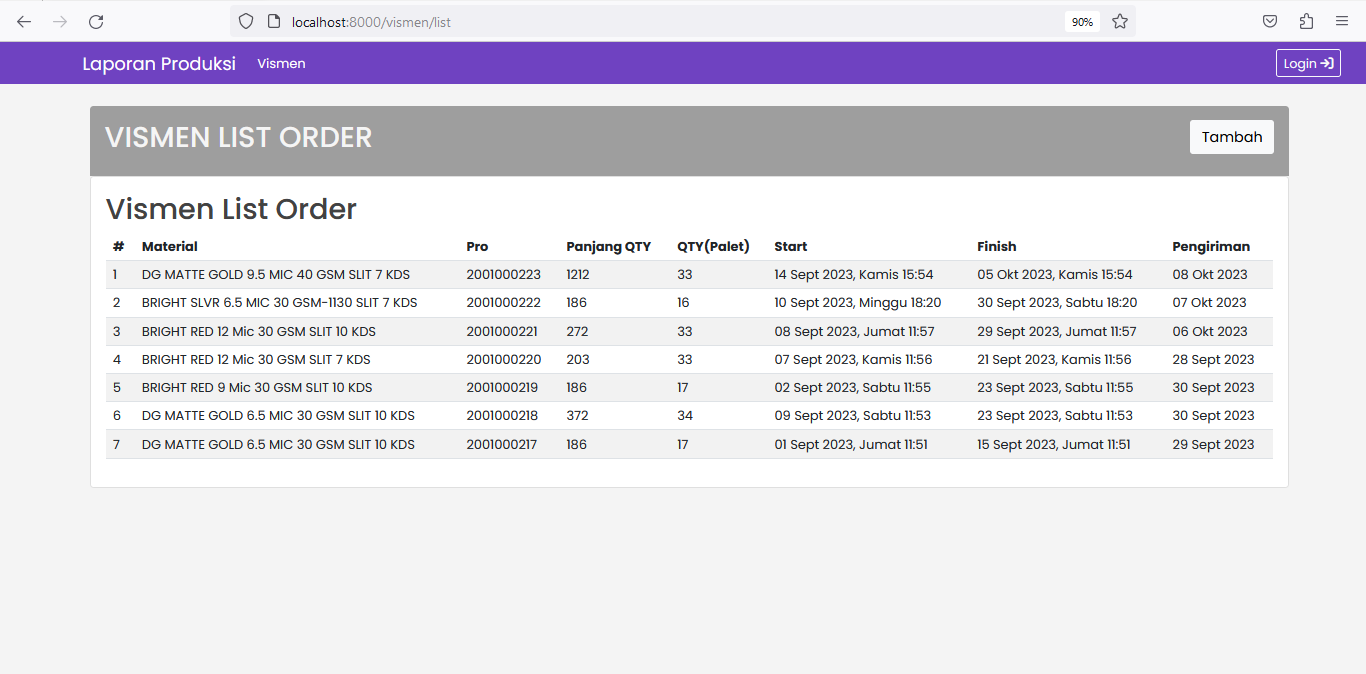 localhost:8000/vismen/list 90%
Laporan Produksi Vismen Login
VISMEN LIST ORDER Tambah
Vismen List Order
# Material Pro Panjang QTY QTY(Palet) Start Finish Pengiriman
1 DG MATTE GOLD 9.5 MIC 40 GSM SLIT 7 KDS 2001000223 1212 33 14 Sept 2023, Kamis 15:54 05 Okt 2023, Kamis 15:54 08 Okt 2023
2 BRIGHT SLVR 6.5 MIC 30 GSM-1130 SLIT 7 KDS 2001000222 186 16 10 Sept 2023, Minggu 18:20 30 Sept 2023, Sabtu 18:20 07 Okt 2023
3 BRIGHT RED 12 Mic 30 GSM SLIT 10 KDS 2001000221 272 33 08 Sept 2023, Jumat 11:57 29 Sept 2023, Jumat 11:57 06 Okt 2023
4 BRIGHT RED 12 Mic 30 GSM SLIT 7 KDS 2001000220 203 33 07 Sept 2023, Kamis 11:56 21 Sept 2023, Kamis 11:56 28 Sept 2023
5 BRIGHT RED 9 Mic 30 GSM SLIT 10 KDS 2001000219 186 17 02 Sept 2023, Sabtu 11:55 23 Sept 2023, Sabtu 11:55 30 Sept 2023
6 DG MATTE GOLD 6.5 MIC 30 GSM SLIT 10 KDS 2001000218 372 34 09 Sept 2023, Sabtu 11:53 23 Sept 2023, Sabtu 11:53 30 Sept 2023
7 DG MATTE GOLD 6.5 MIC 30 GSM SLIT 10 KDS 2001000217 186 17 01 Sept 2023, Jumat 11:51 15 Sept 2023, Jumat 11:51 29 Sept 2023